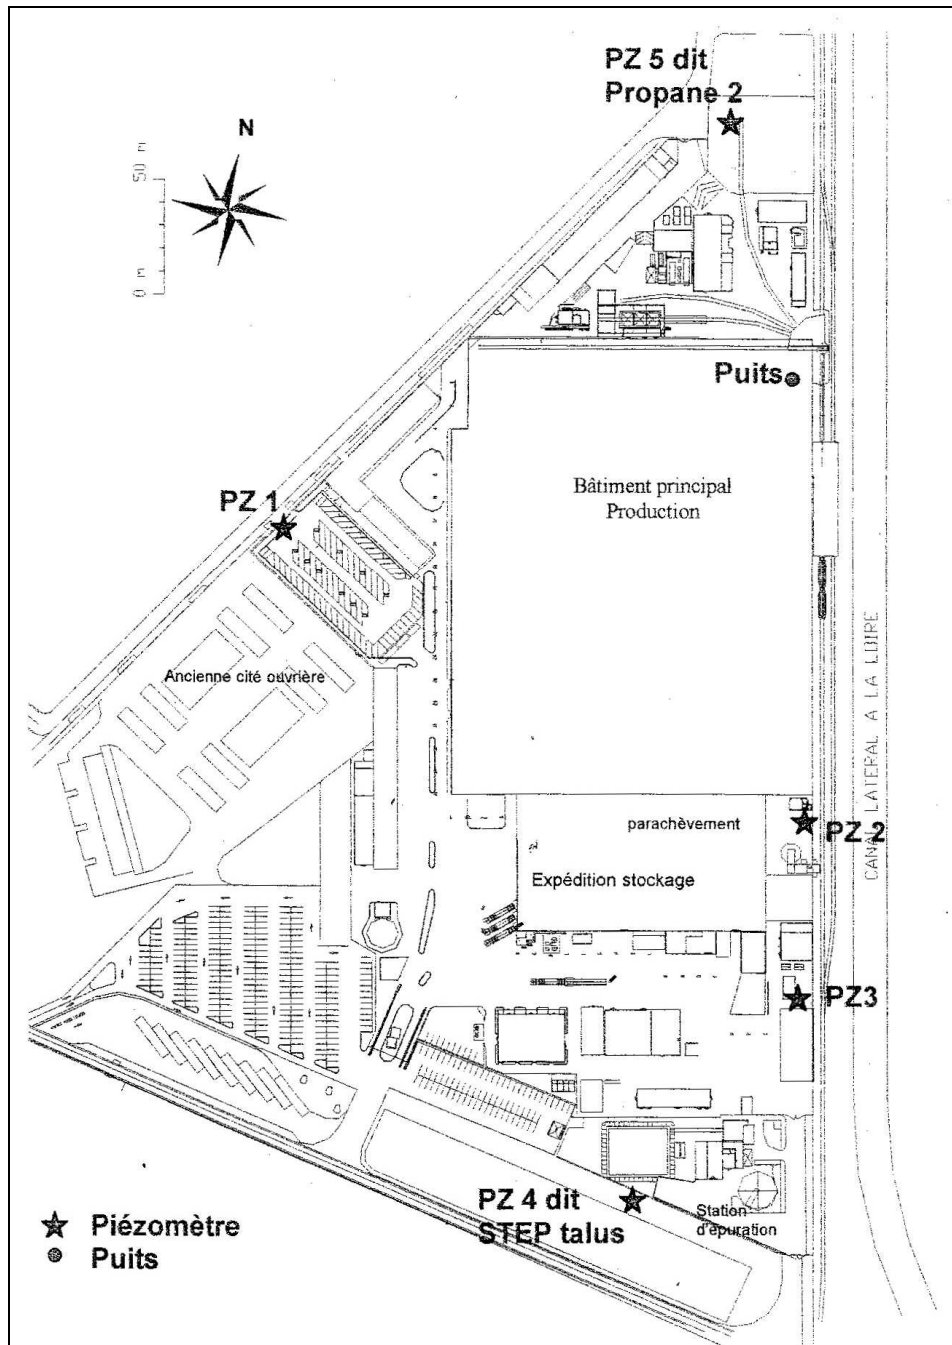 PZ 5 dit
Propane 2
N
50 m
0 m
Puits
Bâtiment principal
Production
PZ 1
Ancienne cité ouvrière
CANAL LATERAL A LA LOIRE
parachèvement
PZ 2
Expédition stockage
PZ3
PZ 4 dit
STEP talus
Station
d'épuration
Piézomètre
Puits